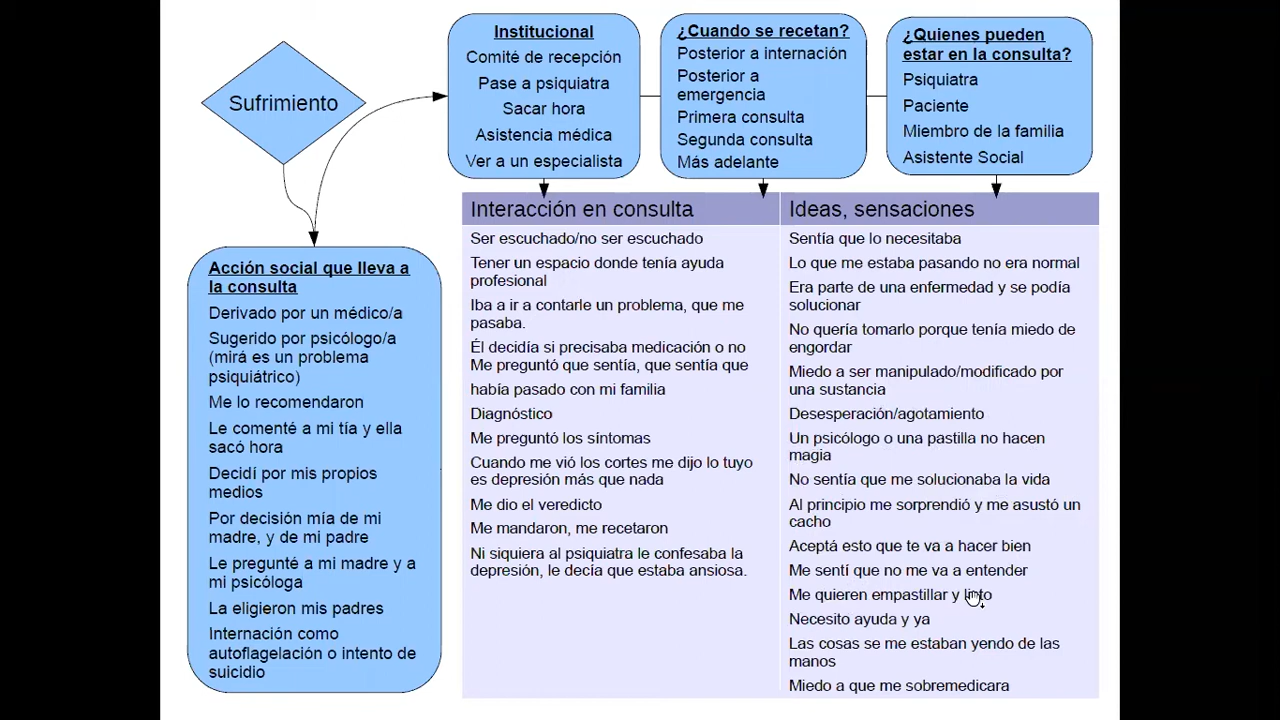 Sufrimiento
Institucional
Comité de recepción
Pase a psiquiatra
Sacar hora
Asistencia médica
Ver a un especialista
¿Cuando se recetan?
Posterior a internación
Posterior a
emergencia
Primera consulta
Segunda consulta
Más adelante
¿Quienes pueden
estar en la consulta?
Psiquiatra
Paciente
Miembro de la familia
Asistente Social
Acción social que lleva a
la consulta
Derivado por un médico/a
Sugerido por psicólogo/a
(mirá es un problema
psiquiátrico)
Me lo recomendaron
Le comenté a mi tía y ella
sacó hora
Decidí por mis propios
medios
Por decisión mía de mi
madre, y de mi padre
Le pregunté a mi madre y a
mi psicóloga
La eligieron mis padres
Internación como
autoflagelación o intento de
suicidio
Interacción en consulta
Ser escuchado/no ser escuchado
Tener un espacio donde tenía ayuda
profesional
Iba a ir a contarle un problema, que me
pasaba.
Él decidía si precisaba medicación o no
Me preguntó que sentía, que sentía que
había pasado con mi familia
Diagnóstico
Me preguntó los síntomas
Cuando me vió los cortes me dijo lo tuyo
es depresión más que nada
Me dio el veredicto
Me mandaron, me recetaron
Ni siquiera al psiquiatra le confesaba la
depresión, le decía que estaba ansiosa.
Ideas, sensaciones
Sentía que lo necesitaba
Lo que me estaba pasando no era normal
Era parte de una enfermedad y se podía
solucionar
No quería tomarlo porque tenía miedo de
engordar
Miedo a ser manipulado/modificado por
una sustancia
Desesperación/agotamiento
Un psicólogo o una pastilla no hacen
magia
No sentía que me solucionaba la vida
Al principio me sorprendió y me asustó un
cacho
Aceptá esto que te va a hacer bien
Me sentí que no me va a entender
Me quieren empastillar y listo
Necesito ayuda y ya
Las cosas se me estaban yendo de las
manos
Miedo a que me sobremedicara